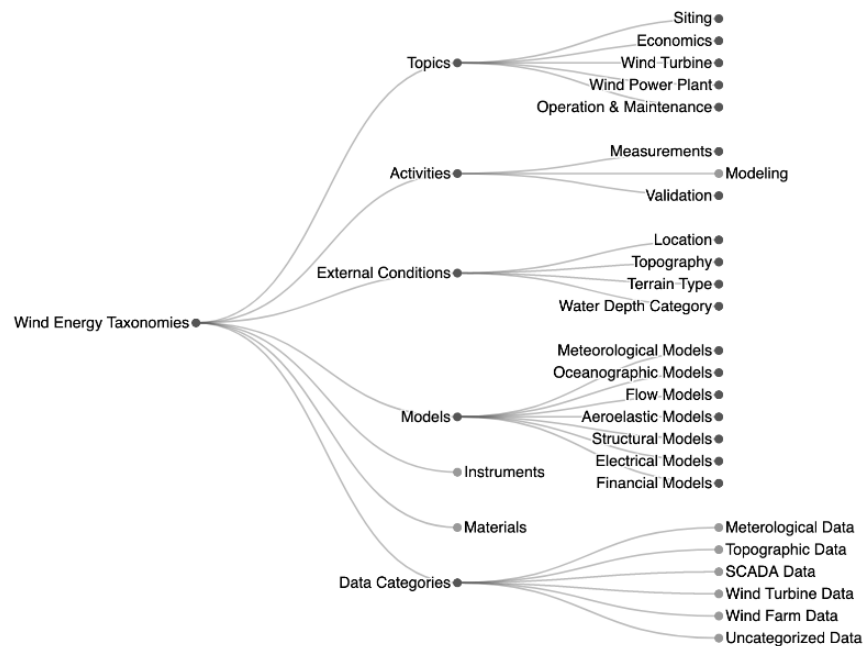 Siting
Economics
Topics
Wind Turbine
Wind Power Plant
Operation & Maintenance
Measurements
Activities
Modeling
Validation
Location
Topography
External Conditions
Terrain Type
Water Depth Category
Wind Energy Taxonomies
Meteorological Models
Oceanographic Models
Flow Models
Models
Aeroelastic Models
Structural Models
Electrical Models
Instruments
Financial Models
Materials
Meterological Data
Topographic Data
SCADA Data
Data Categories
Wind Turbine Data
Wind Farm Data
Uncategorized Data